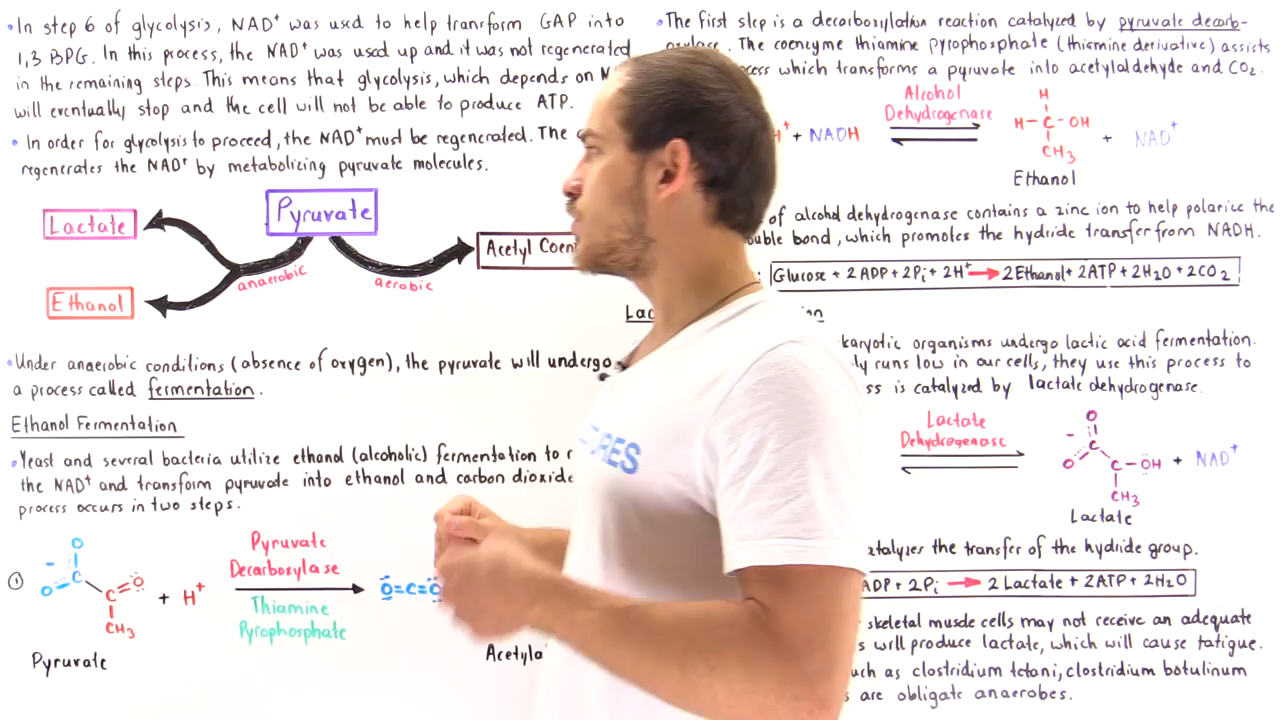 • In step 6 of glycolysis, NAD⁺ was used to help transform GAP into
1,3 BPG. In this process, the NAD⁺ was used up and it was not regenerated
in the remaining steps. This means that glycolysis, which depends on
will eventually stop and the cell will not be able to produce ATP.
• In order for glycolysis to proceed, the NAD⁺ must be regenerated. The
regenerates the NAD⁺ by metabolizing pyruvate molecules.
Pyruvate
Lactate
Ethanol
anaerobic
aerobic
Acetyl
• Under anaerobic conditions (absence of oxygen), the pyruvate will undergo
a process called fermentation.
Ethanol Fermentation
• Yeast and several bacteria utilize ethanol (alcoholic) fermentation to
the NAD⁺ and transform pyruvate into ethanol and carbon dioxide
process occurs in two steps.
① O O C C O CH₃ + H⁺
Pyruvate Decarboxylase
Thiamine Pyrophosphate
O=C=O
Pyruvate
• The first step is a decarboxylation reaction catalyzed by pyruvate decarb-
oxylase. The coenzyme thiamine pyrophosphate (thiamine derivative) assists
which transforms a pyruvate into acetylaldehyde and CO₂.
H⁺ + NADH
Alcohol
Dehydrogenase
H
H-C-OH + NAD⁺
CH₃
Ethanol
of alcohol dehydrogenase contains a zinc ion to help polarize the
bond, which promotes the hydride transfer from NADH.
Glucose + 2ADP + 2Pi + 2H⁺ → 2Ethanol + 2ATP + 2H₂O + 2CO₂
organisms undergo lactic acid fermentation.
runs low in our cells, they use this process to
is catalyzed by lactate dehydrogenase.
Lactate
Dehydrogenase
O O C C-OH + NAD⁺
CH₃
Lactate
the transfer of the hydride group.
ADP + 2Pi → 2 Lactate + 2ATP + 2H₂O
skeletal muscle cells may not receive an adequate
will produce lactate, which will cause fatigue.
as clostridium tetani, clostridium botulinum
are obligate anaerobes.